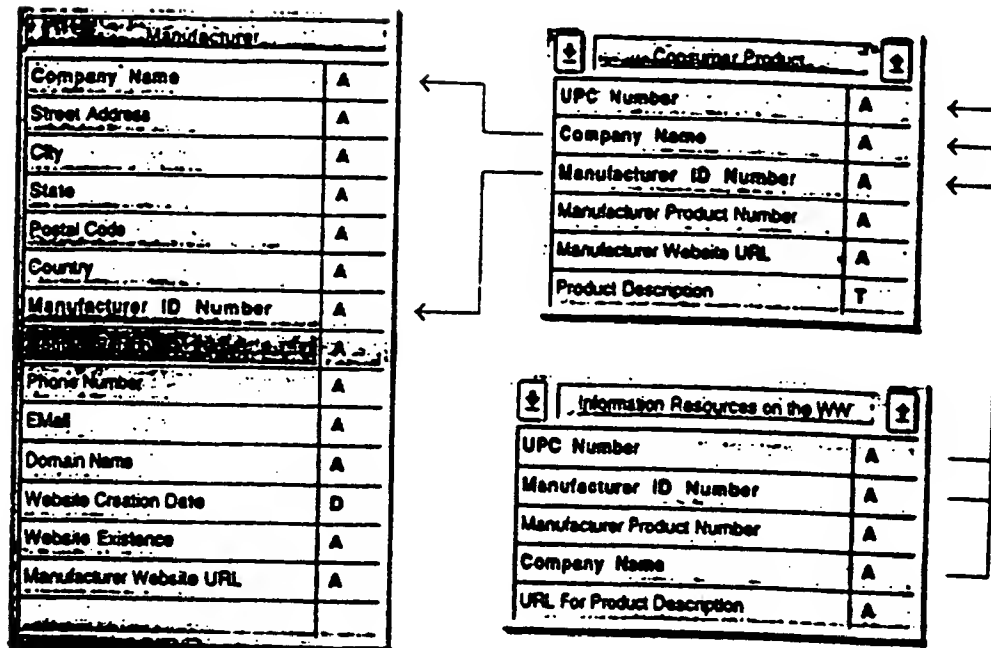 Manufacturer
Company Name A
Street Address A
City A
State A
Postal Code A
Country A
Manufacturer ID Number A
A
Phone Number A
EMail A
Domain Name A
Website Creation Date D
Website Existence A
Manufacturer Website URL A
Consumer Product
UPC Number A
Company Name A
Manufacturer ID Number A
Manufacturer Product Number A
Manufacturer Website URL A
Product Description T
Information Resources on the WW
UPC Number A
Manufacturer ID Number A
Manufacturer Product Number A
Company Name A
URL For Product Description A